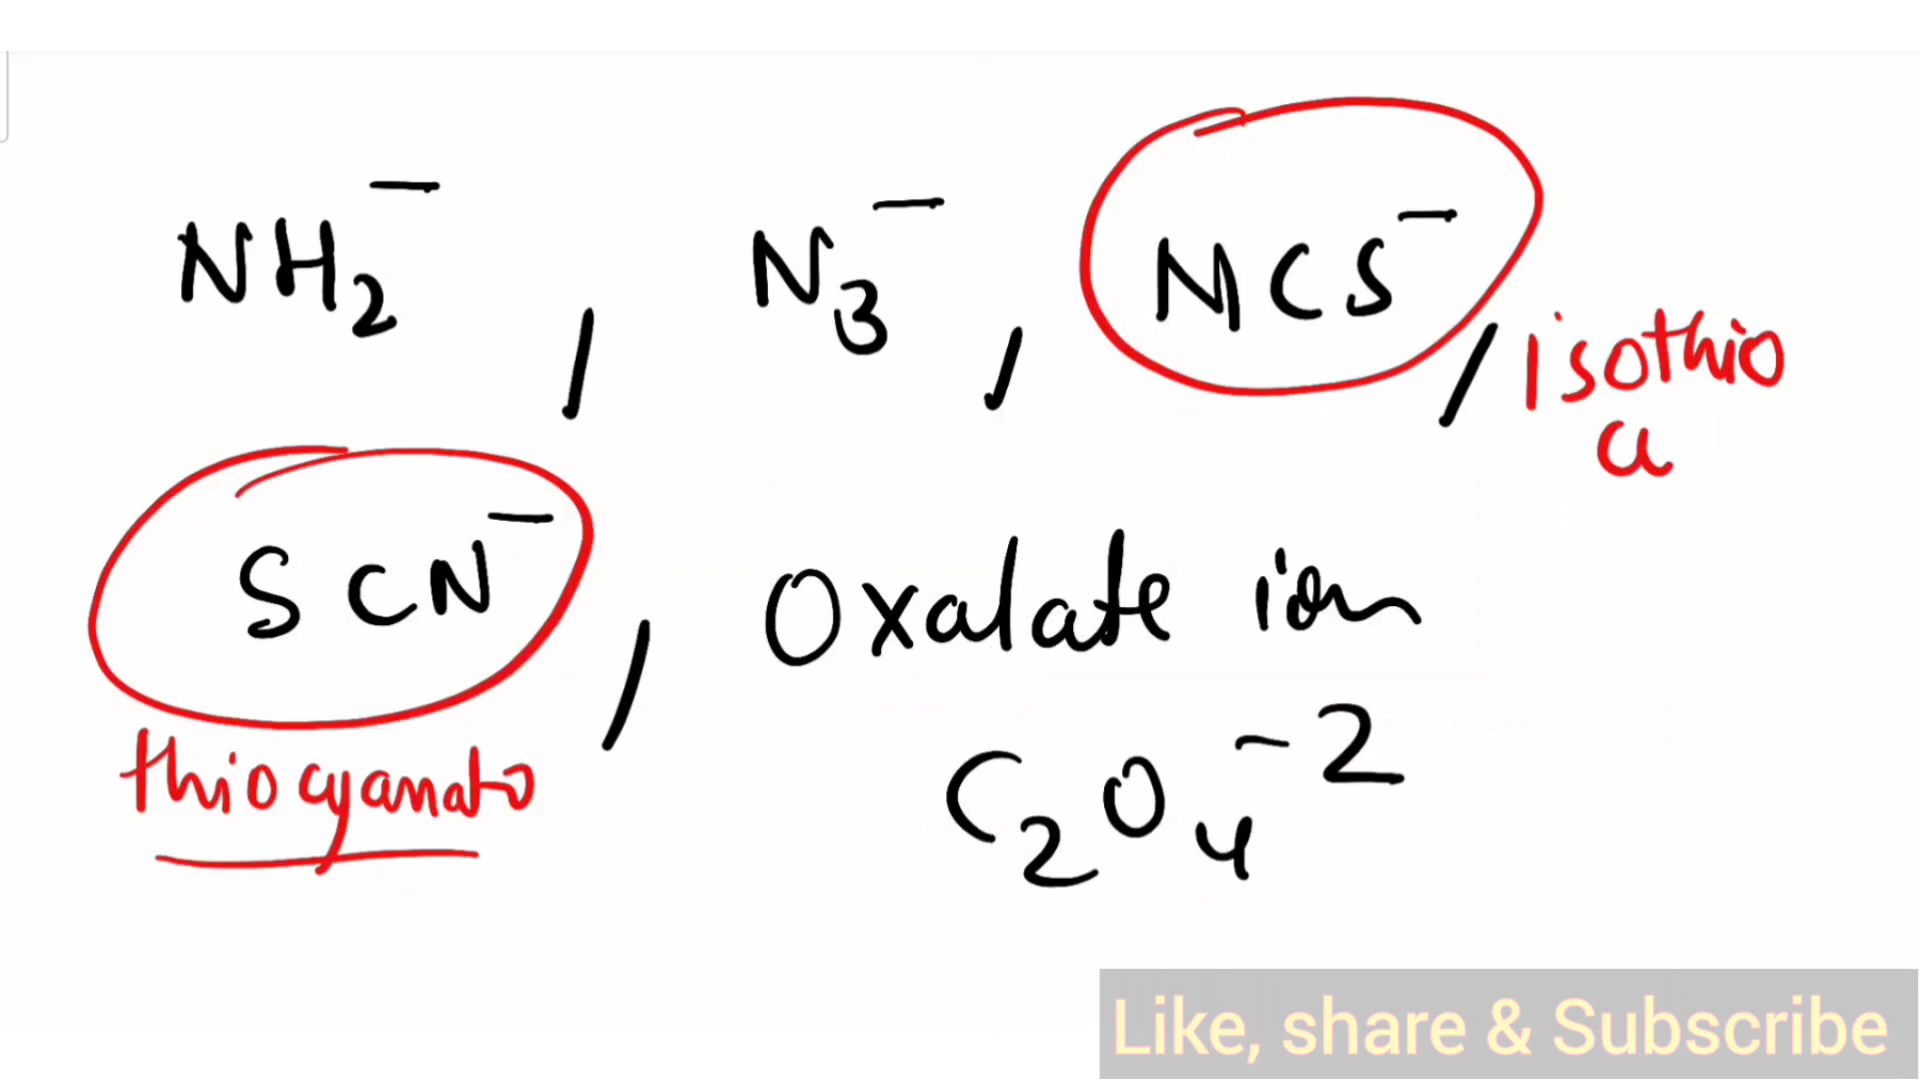 NH₂⁻, N₃⁻, NCS⁻,
isothio
SCN⁻, Oxalate ion
thiocyanato
C₂O₄⁻²
Like, share & Subscribe